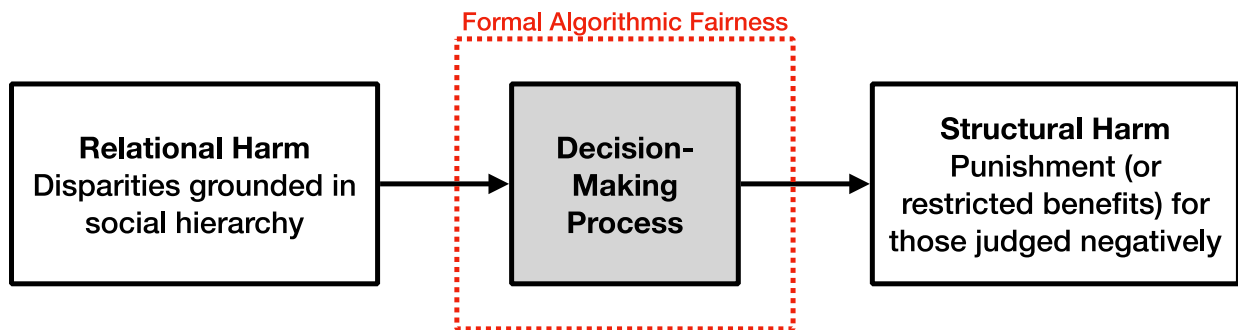 Formal Algorithmic Fairness
Relational Harm
Disparities grounded in
social hierarchy
Decision-
Making
Process
Structural Harm
Punishment (or
restricted benefits) for
those judged negatively